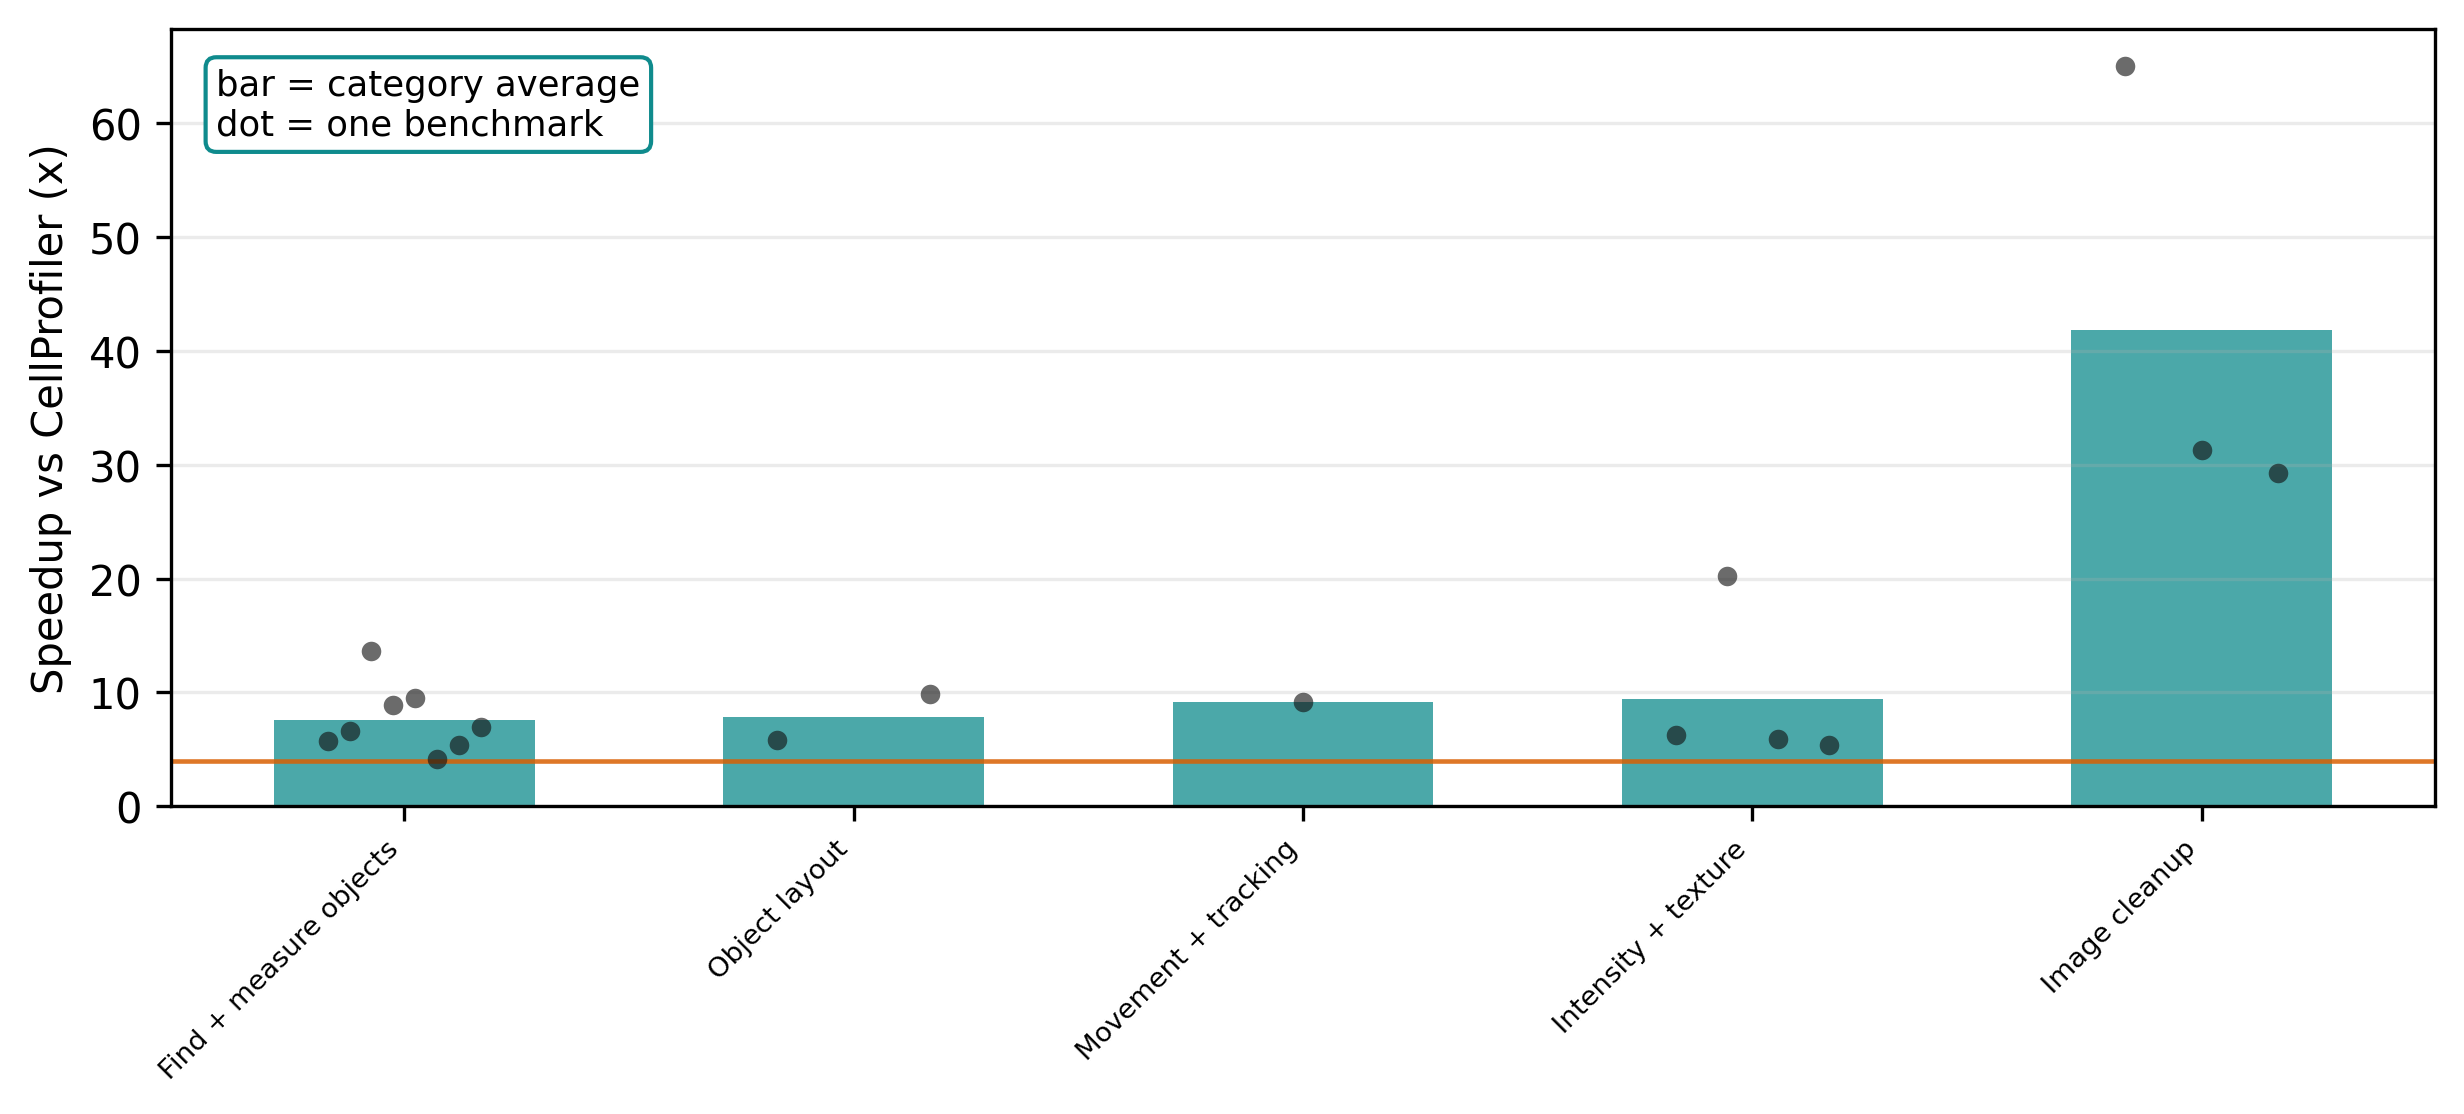 bar = category average
dot = one benchmark
Speedup vs CellProfiler (x)
60
50
40
30
20
10
0
Find + measure objects
Object layout
Movement + tracking
Intensity + texture
Image cleanup